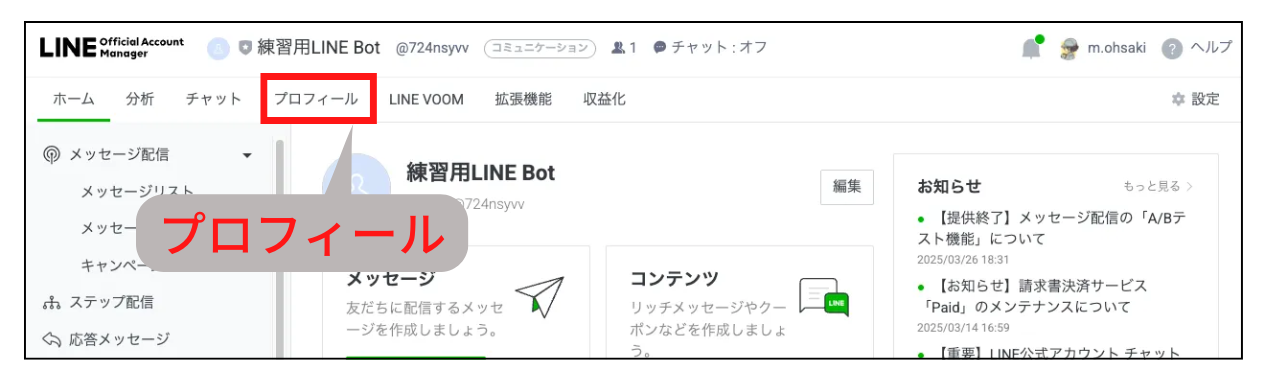 LINE Official Account Manager
練習用LINE Bot @724nsyvv コミュニケーション 1 チャット : オフ
m.ohsaki ヘルプ
ホーム 分析 チャット プロフィール LINE VOOM 拡張機能 収益化 設定
メッセージ配信
メッセージリスト
メッセー
キャンペー
ステップ配信
応答メッセージ
プロフィール
練習用LINE Bot
724nsyvv
編集
メッセージ
友だちに配信するメッセ
ージを作成しましょう。
コンテンツ
リッチメッセージやクー
ポンなどを作成しましょ
う。
LINE
お知らせ もっと見る
【提供終了】メッセージ配信の「A/Bテ
スト機能」について
2025/03/26 18:31
【お知らせ】請求書決済サービス
「Paid」のメンテナンスについて
2025/03/14 16:59
【重要】LINE公式アカウント チャット